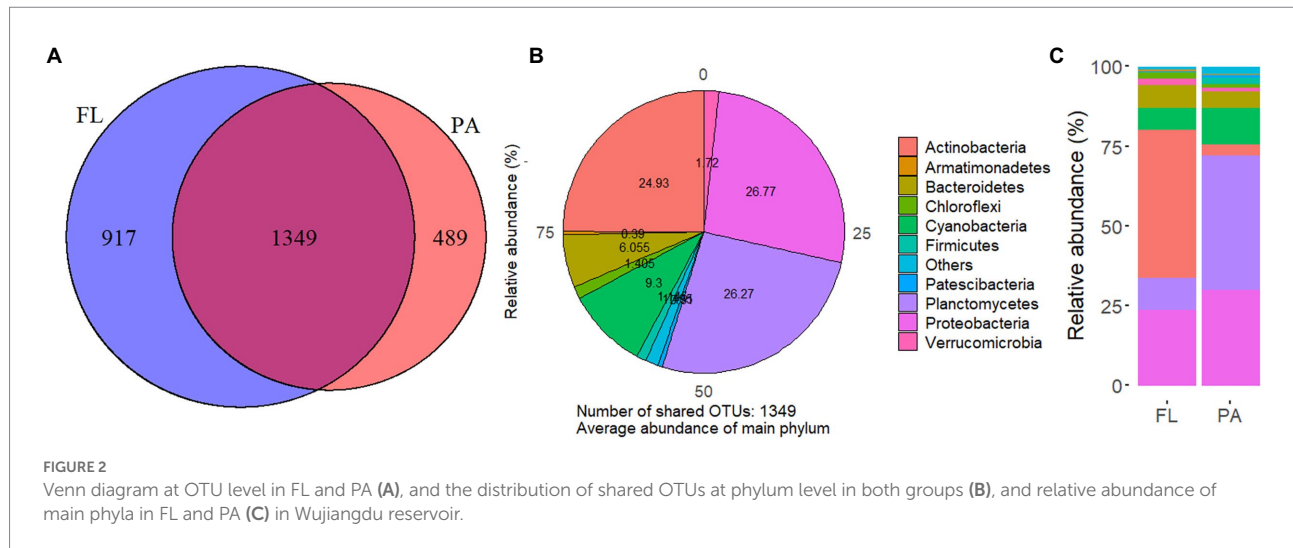 A
FL
PA
917
1349
489
B
0
Relative abundance (%)
75
25
50
1.72
24.93
26.77
0.39
6.055
1.405
9.3
26.27
Number of shared OTUs: 1349
Average abundance of main phylum
Actinobacteria
Armatimonadetes
Bacteroidetes
Chloroflexi
Cyanobacteria
Firmicutes
Others
Patescibacteria
Planctomycetes
Proteobacteria
Verrucomicrobia
C
Relative abundance (%)
100
75
50
25
0
FL
PA
FIGURE 2
Venn diagram at OTU level in FL and PA (A), and the distribution of shared OTUs at phylum level in both groups (B), and relative abundance of
main phyla in FL and PA (C) in Wujiangdu reservoir.